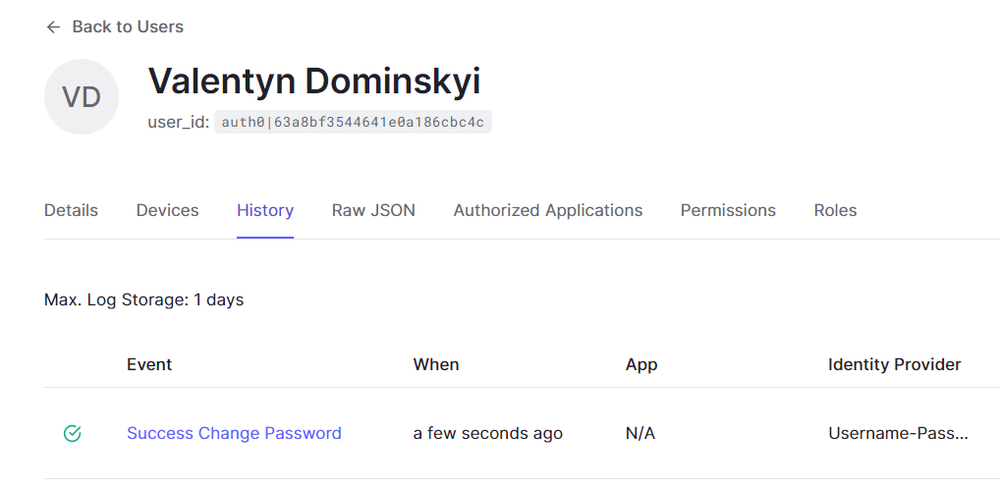 Back to Users
VD
Valentyn Dominskyi
user_id: auth0|63a8bf3544641e0a186cbc4c
Details Devices History Raw JSON Authorized Applications Permissions Roles
Max. Log Storage: 1 days
Event When App Identity Provider
Success Change Password a few seconds ago N/A Username-Pass...